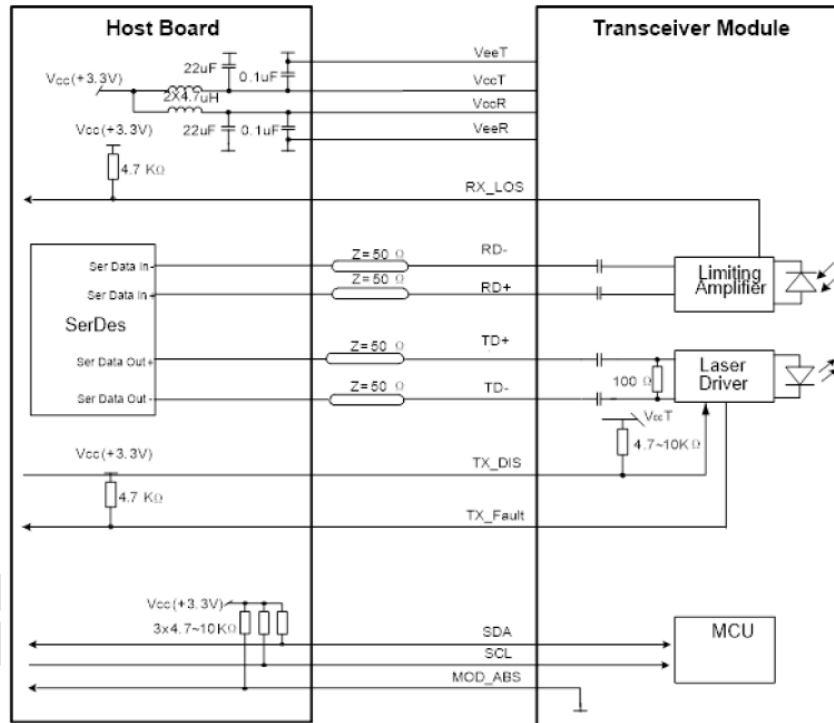 Host Board
Transceiver Module
VeeT
22uF
0.1uF
Vcc(+3.3V)
VccT
2X4.7uH
VccR
Vcc(+3.3V)
22uF
0.1uF
VeeR
4.7 KΩ
RX_LOS
Z=50 Ω
RD-
Ser Data In-
Z=50 Ω
Limiting
Amplifier
Ser Data In+
RD+
SerDes
Z=50 Ω
TD+
Ser Data Out+
Laser
Driver
Z=50 Ω
100 Ω
Ser Data Out-
TD-
VccT
4.7~10KΩ
Vcc(+3.3V)
TX_DIS
4.7 KΩ
TX_Fault
Vcc(+3.3V)
3x4.7~10KΩ
SDA
MCU
SCL
MOD_ABS